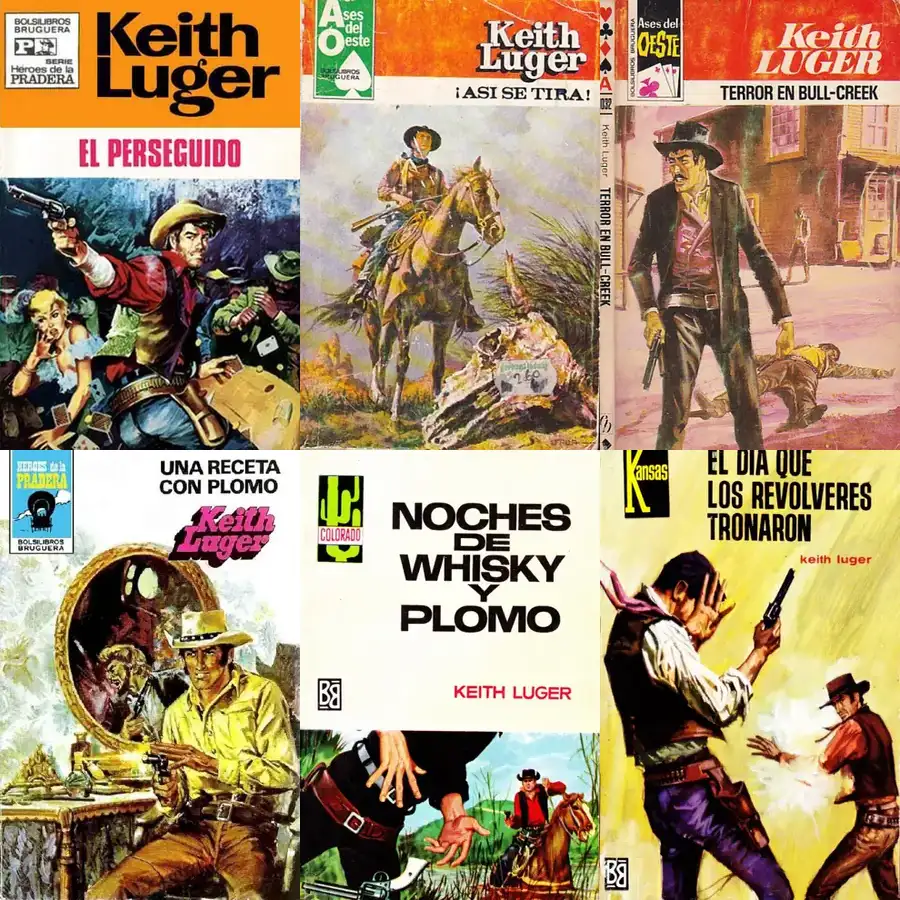 BOLSILIBROS
BRUGUERA
SERIE
Héroes de la
PRADERA
Keith
Luger
EL PERSEGUIDO
Ases
del
Oeste
BOLSILIBROS
BRUGUERA
Keith
Luger
¡ASI SE TIRA!
A
032
Keith Luger
TERROR EN BULL-CREEK
BOLSILIBROS BRUGUERA
Ases del
OESTE
Keith
LUGER
TERROR EN BULL-CREEK
HEROES de la
PRADERA
BOLSILIBROS
BRUGUERA
UNA RECETA
CON PLOMO
Keith
Luger
COLORADO
NOCHES
DE
WHISKY
Y
PLOMO
KEITH LUGER
BB
Kansas
EL DIA QUE
LOS REVOLVERES
TRONARON
keith luger
BB